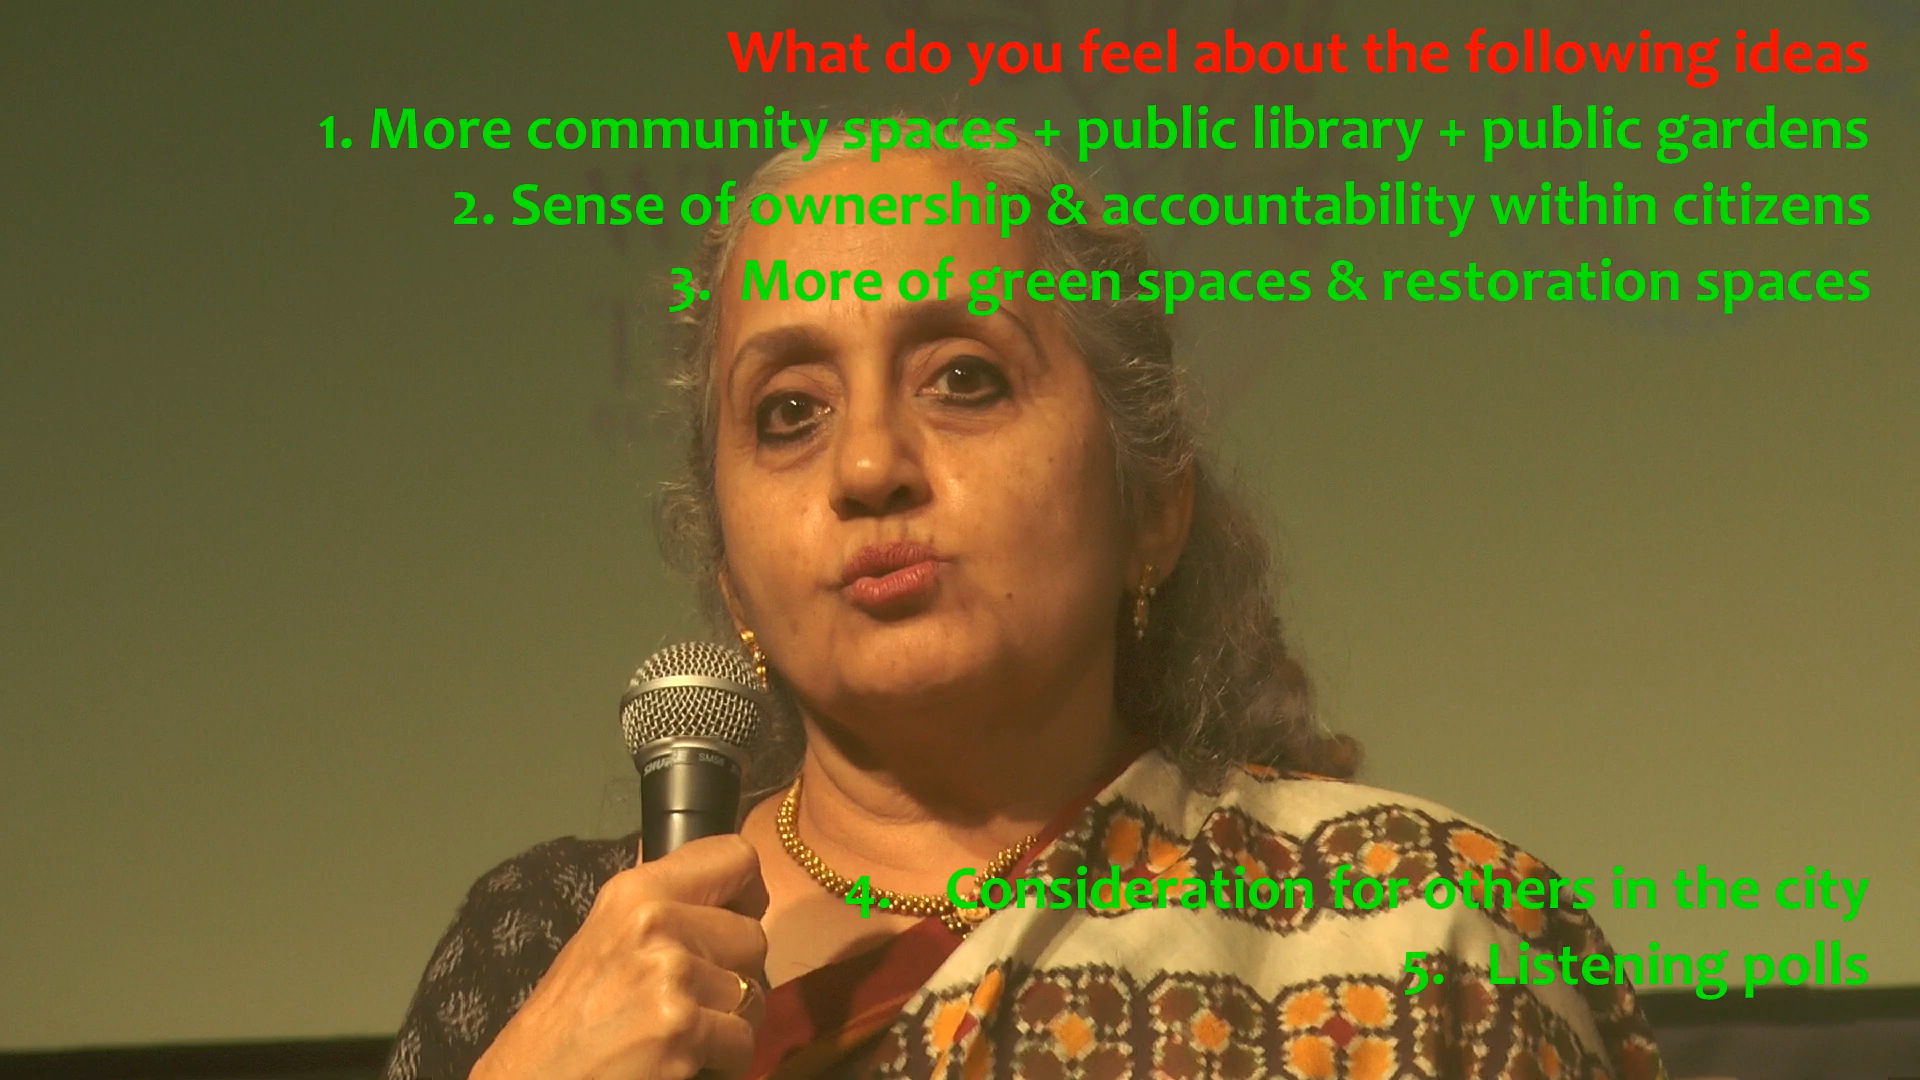 What do you feel about the following ideas
1. More community spaces + public library + public gardens
2. Sense of ownership & accountability within citizens
3. More of green spaces & restoration spaces
SHURE SM58
4. Consideration for others in the city
5. Listening polls